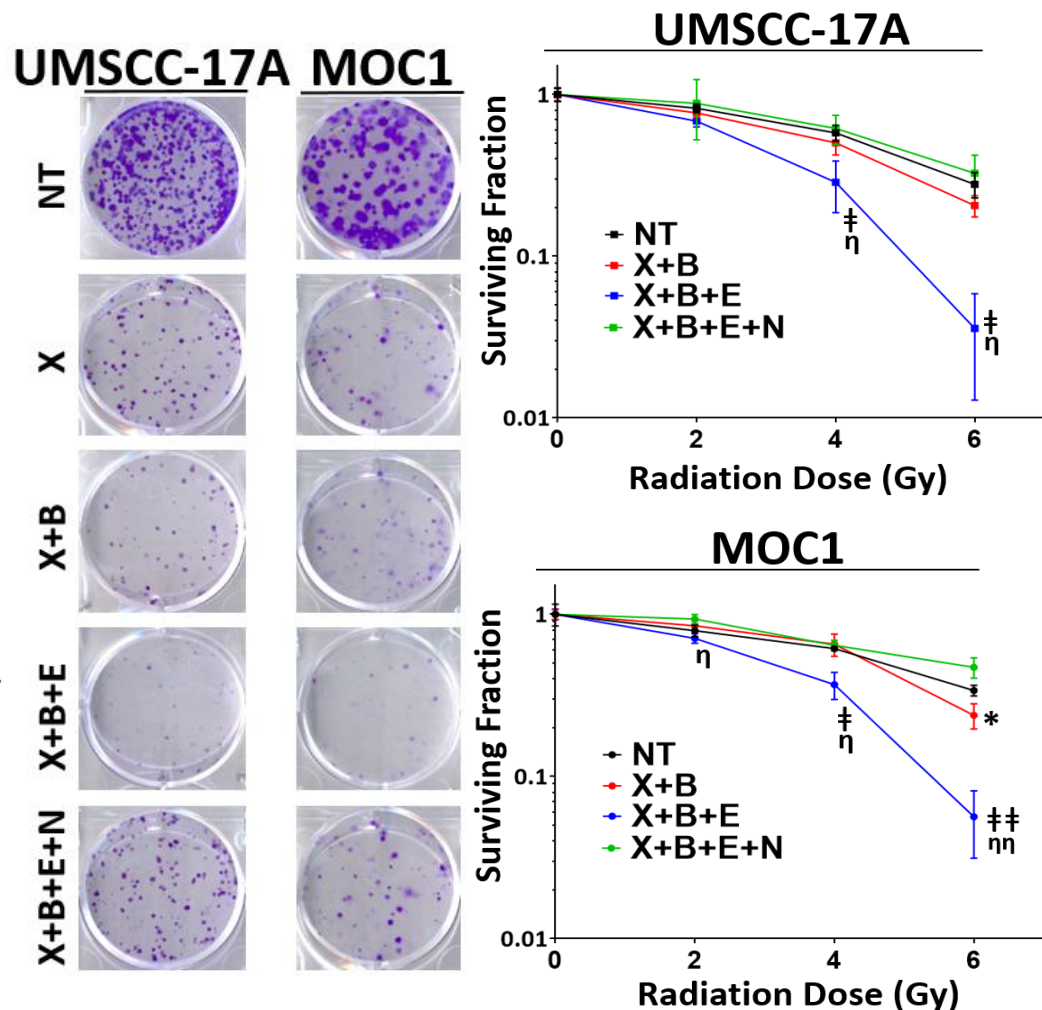 UMSCC-17A MOC1
NT
X
X+B
X+B+E
X+B+E+N
UMSCC-17A
Surviving Fraction
1
0.1
0.01
NT
X+B
X+B+E
X+B+E+N
ǂ
η
ǂ
η
0 2 4 6
Radiation Dose (Gy)
MOC1
Surviving Fraction
1
0.1
0.01
η
ǂ
η
*
ǂǂ
ηη
NT
X+B
X+B+E
X+B+E+N
0 2 4 6
Radiation Dose (Gy)